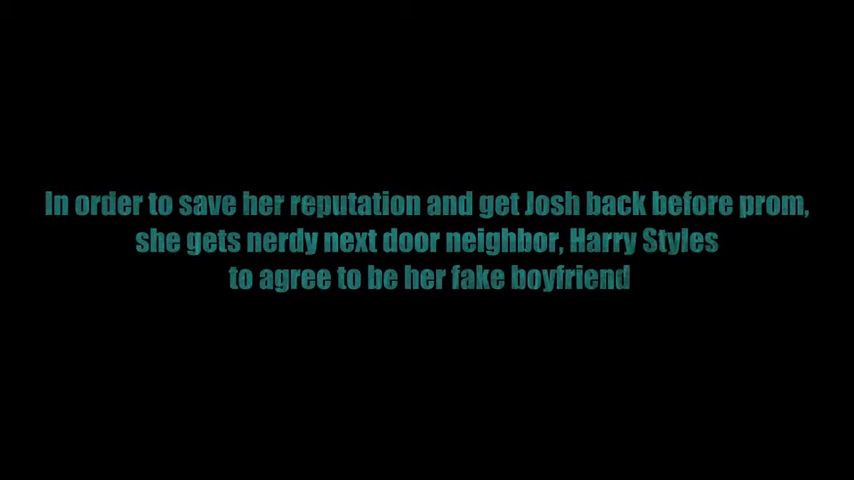 In order to save her reputation and get Josh back before prom,
she gets nerdy next door neighbor, Harry Styles
to agree to be her fake boyfriend